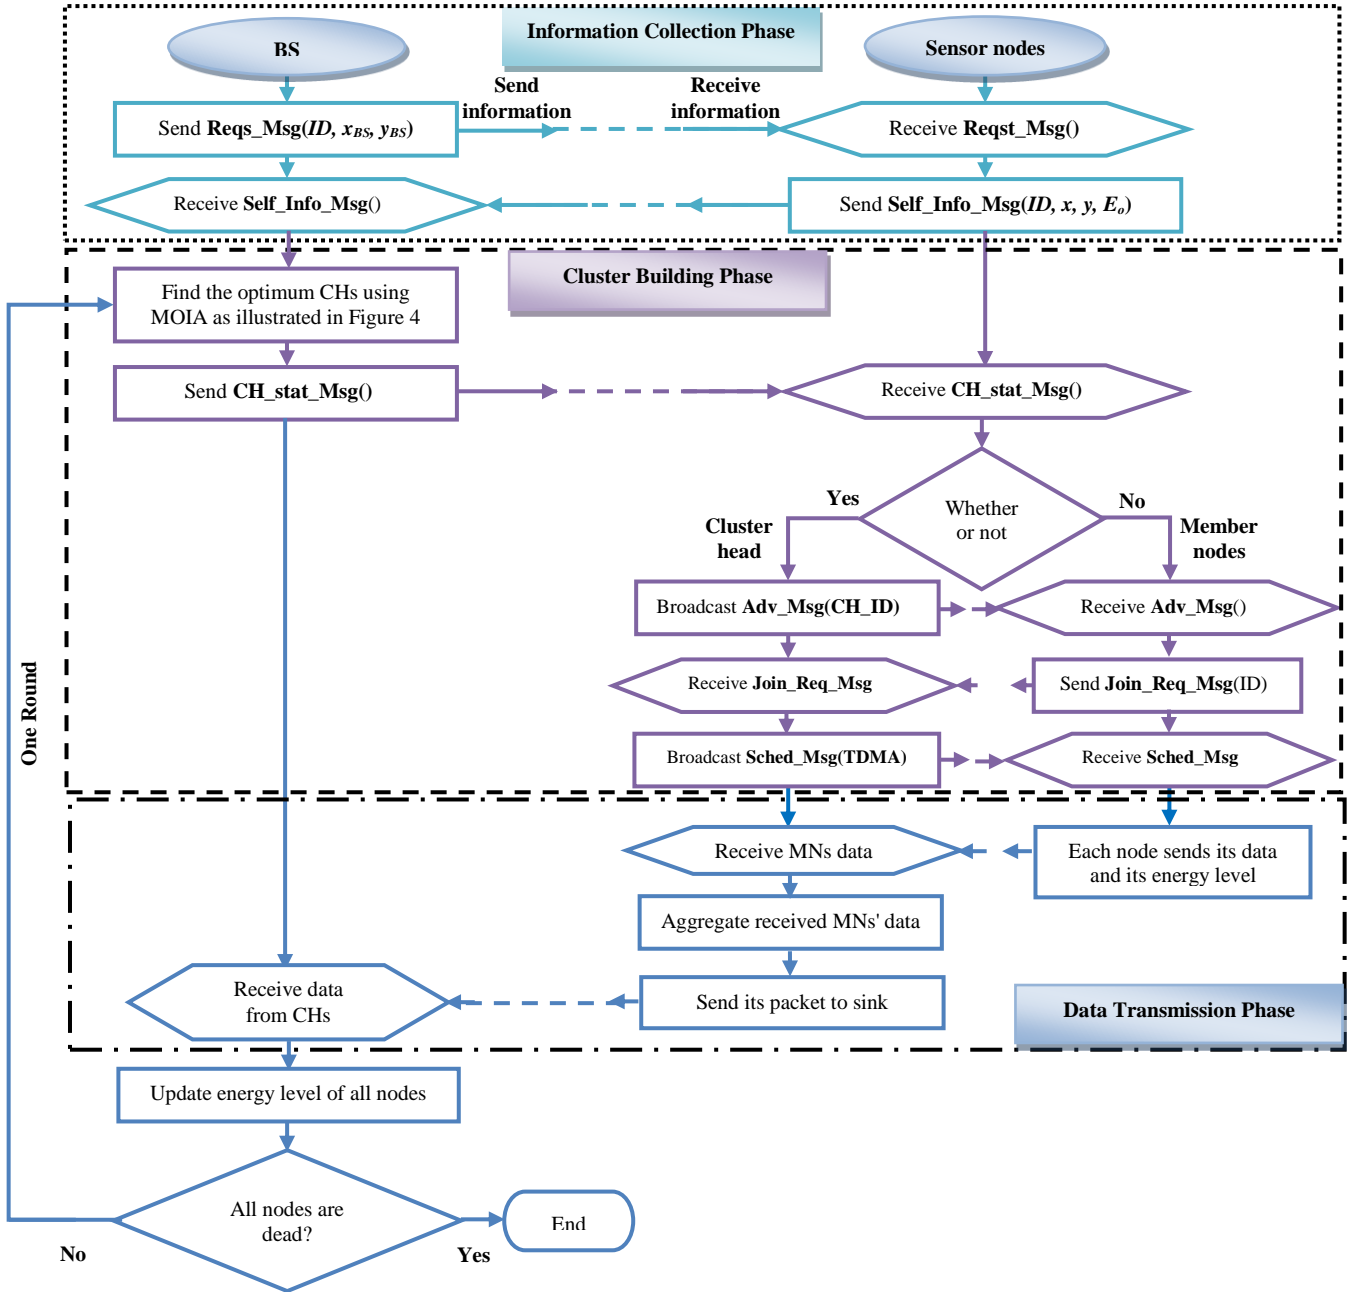 Information Collection Phase
BS
Sensor nodes
Send
information
Receive
information
Send Reqs_Msg(ID, xBS, yBS)
Receive Reqst_Msg()
Receive Self_Info_Msg()
Send Self_Info_Msg(ID, x, y, Eo)
Cluster Building Phase
Find the optimum CHs using
MOIA as illustrated in Figure 4
Send CH_stat_Msg()
Receive CH_stat_Msg()
Whether
or not
Yes
No
Cluster
head
Member
nodes
Broadcast Adv_Msg(CH_ID)
Receive Adv_Msg()
Receive Join_Req_Msg
Send Join_Req_Msg(ID)
Broadcast Sched_Msg(TDMA)
Receive Sched_Msg
One Round
Receive MNs data
Each node sends its data
and its energy level
Aggregate received MNs' data
Send its packet to sink
Receive data
from CHs
Data Transmission Phase
Update energy level of all nodes
All nodes are
dead?
No
Yes
End